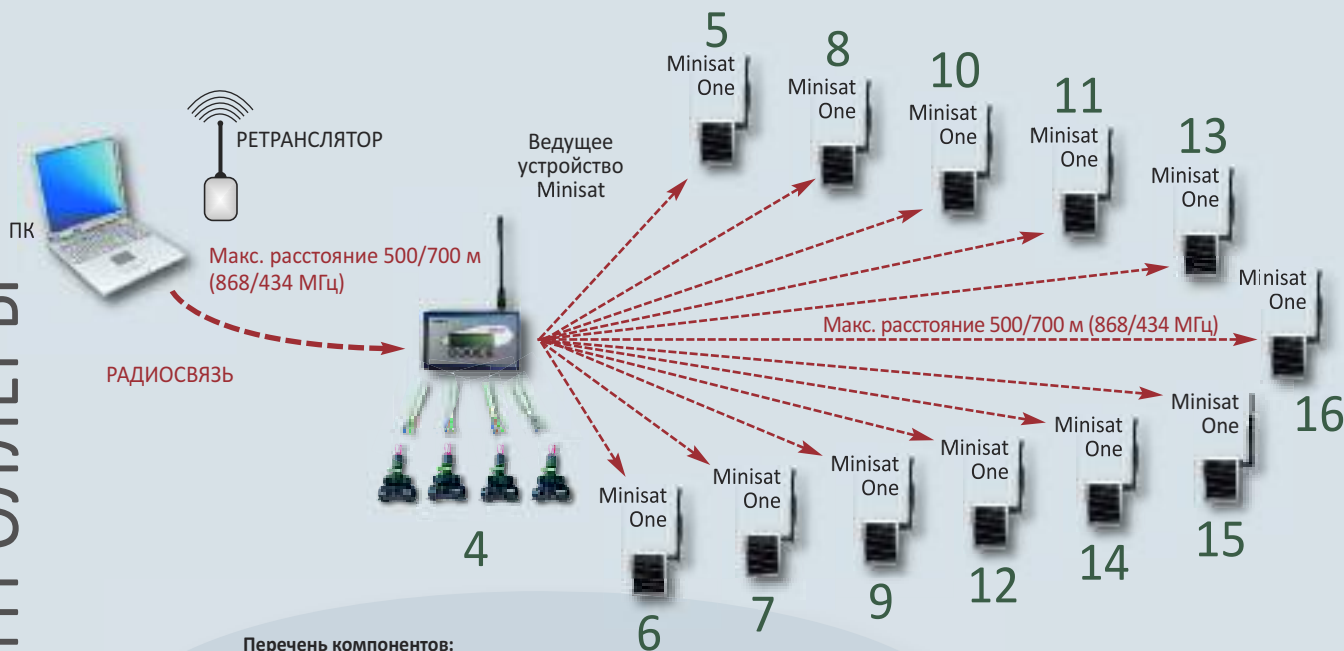 5
Minisat
One
8
Minisat
One
10
Minisat
One
11
Minisat
One
13
Minisat
One
РЕТРАНСЛЯТОР
Ведущее
устройство
Minisat
ПК
Макс. расстояние 500/700 м
(868/434 МГц)
Minisat
One
16
Макс. расстояние 500/700 м (868/434 МГц)
РАДИОСВЯЗЬ
Minisat
One
15
Minisat
One
14
Minisat
One
12
Minisat
One
9
Minisat
One
7
Minisat
One
6
4
Перечень компонентов: